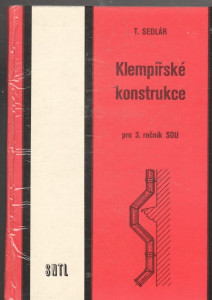 T. SEDLÁR
Klempířské
konstrukce
pro 3. ročník SOU
SNTL